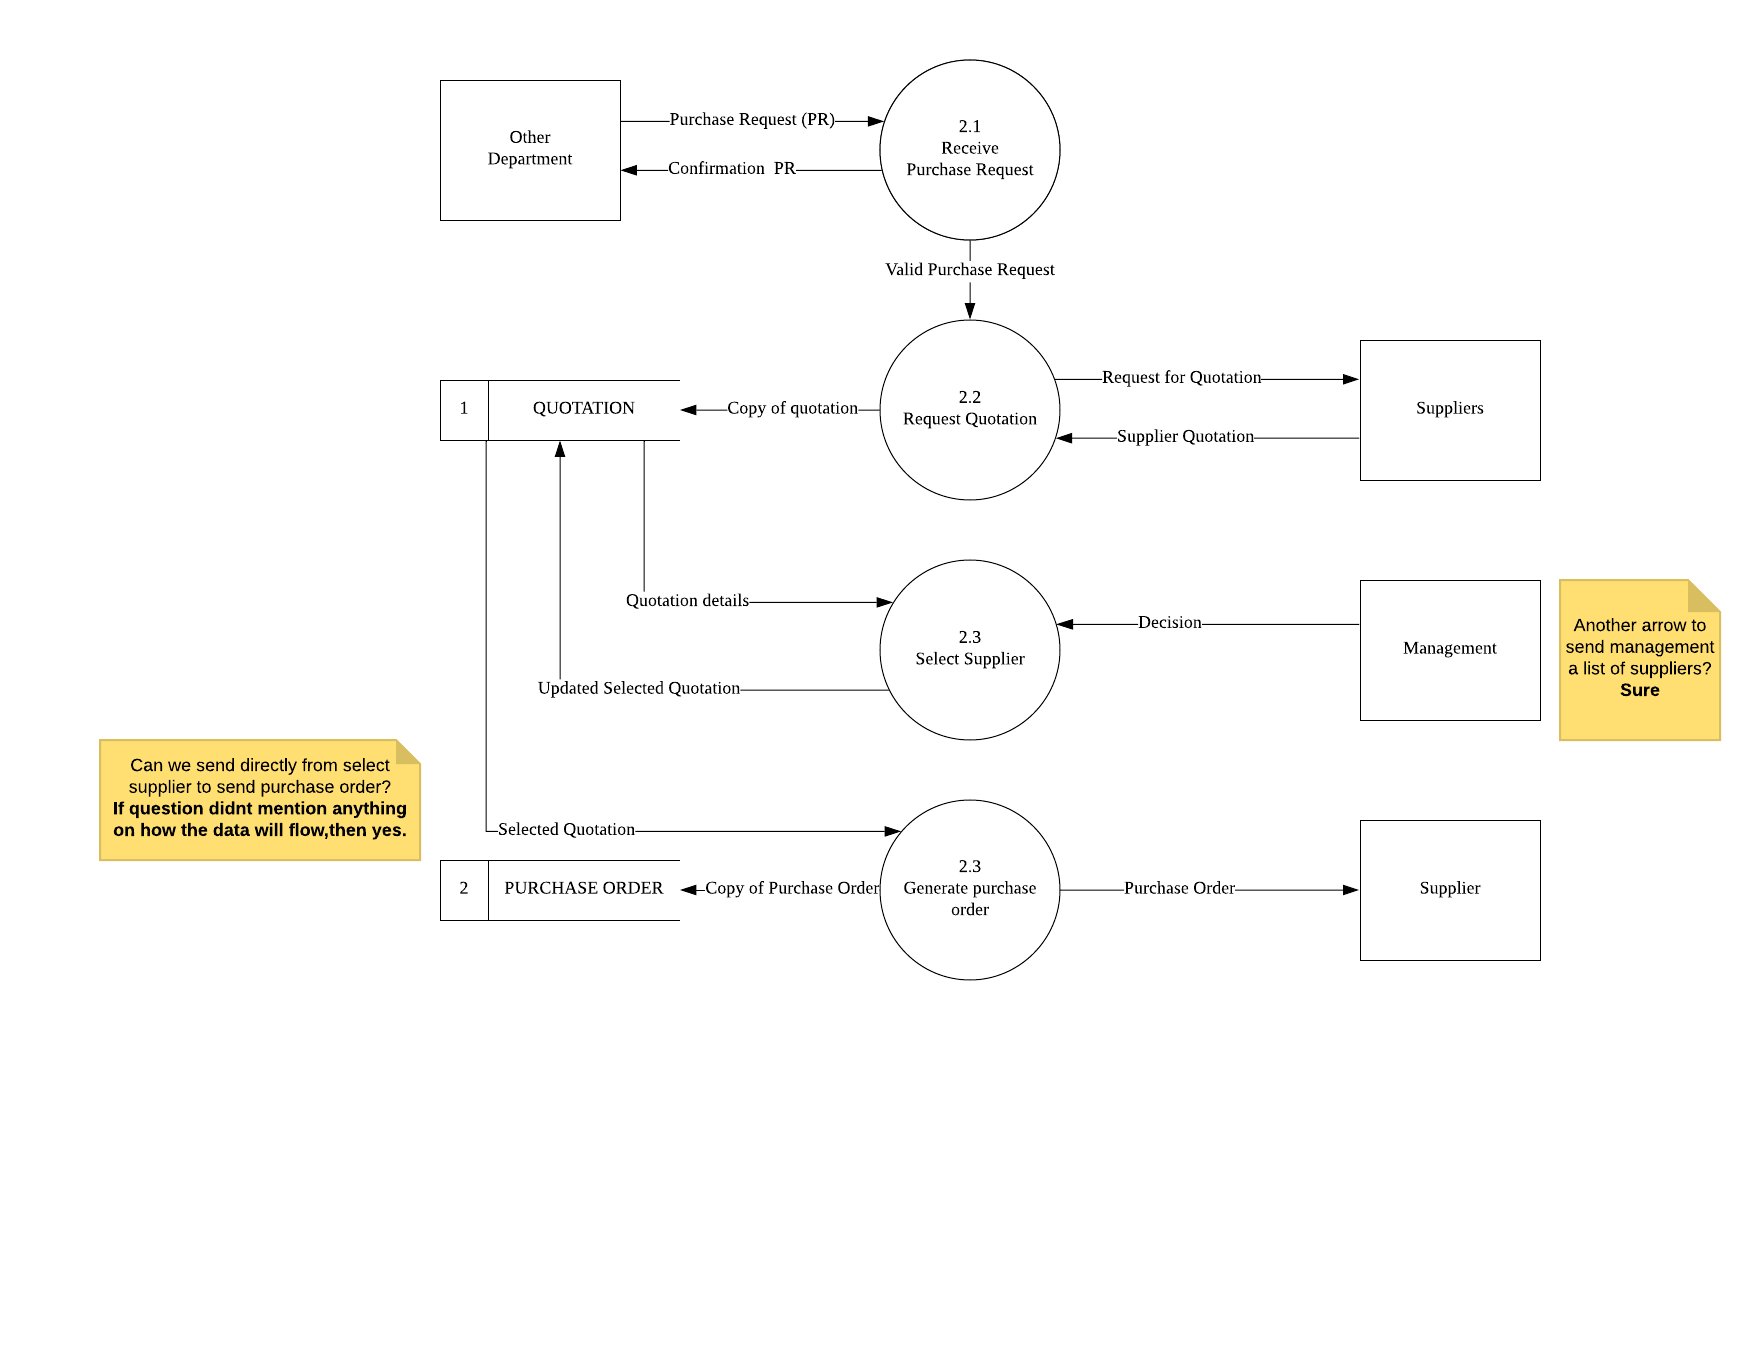 Other
Department
Purchase Request (PR)
Confirmation  PR
2.1
Receive
Purchase Request
Valid Purchase Request
1
QUOTATION
Copy of quotation
2.2
Request Quotation
Request for Quotation
Supplier Quotation
Suppliers
Quotation details
Updated Selected Quotation
2.3
Select Supplier
Decision
Management
Another arrow to
send management
a list of suppliers?
Sure
Can we send directly from select
supplier to send purchase order?
If question didnt mention anything
on how the data will flow,then yes.
Selected Quotation
2
PURCHASE ORDER
Copy of Purchase Order
2.3
Generate purchase
order
Purchase Order
Supplier